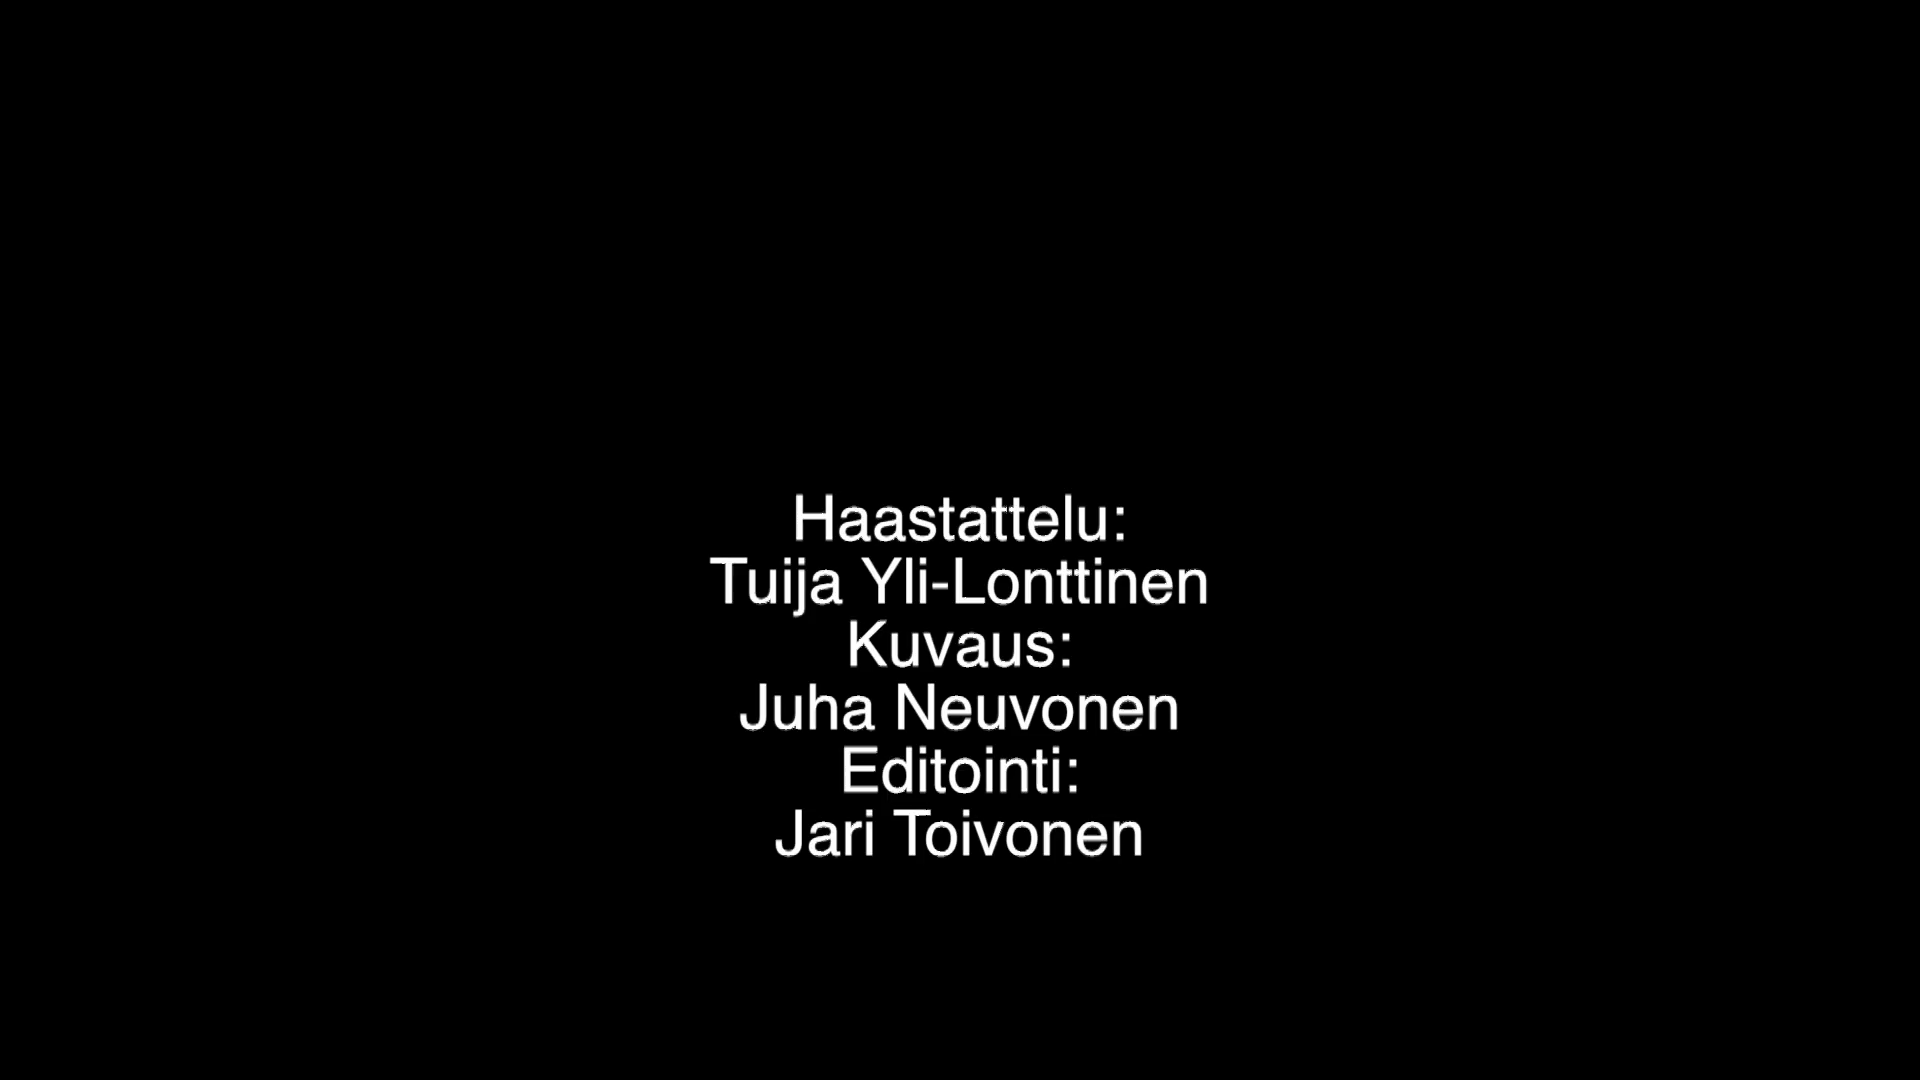 Haastattelu:
Tuija Yli-Lonttinen
Kuvaus:
Juha Neuvonen
Editointi:
Jari Toivonen